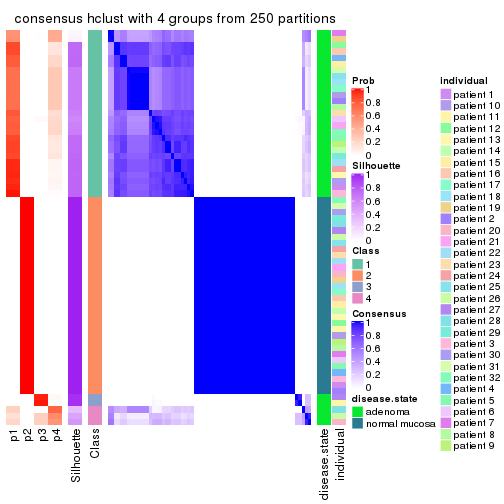 consensus hclust with 4 groups from 250 partitions
p1
p2
p3
p4
Silhouette
Class
disease.state
individual
Prob
1
0.8
0.6
0.4
0.2
0
Silhouette
1
0.8
0.6
0.4
0.2
0
Class
1
2
3
4
Consensus
1
0.8
0.6
0.4
0.2
0
disease.state
adenoma
normal mucosa
individual
patient 1
patient 10
patient 11
patient 12
patient 13
patient 14
patient 15
patient 16
patient 17
patient 18
patient 19
patient 2
patient 20
patient 21
patient 22
patient 23
patient 24
patient 25
patient 26
patient 27
patient 28
patient 29
patient 3
patient 30
patient 31
patient 32
patient 4
patient 5
patient 6
patient 7
patient 8
patient 9